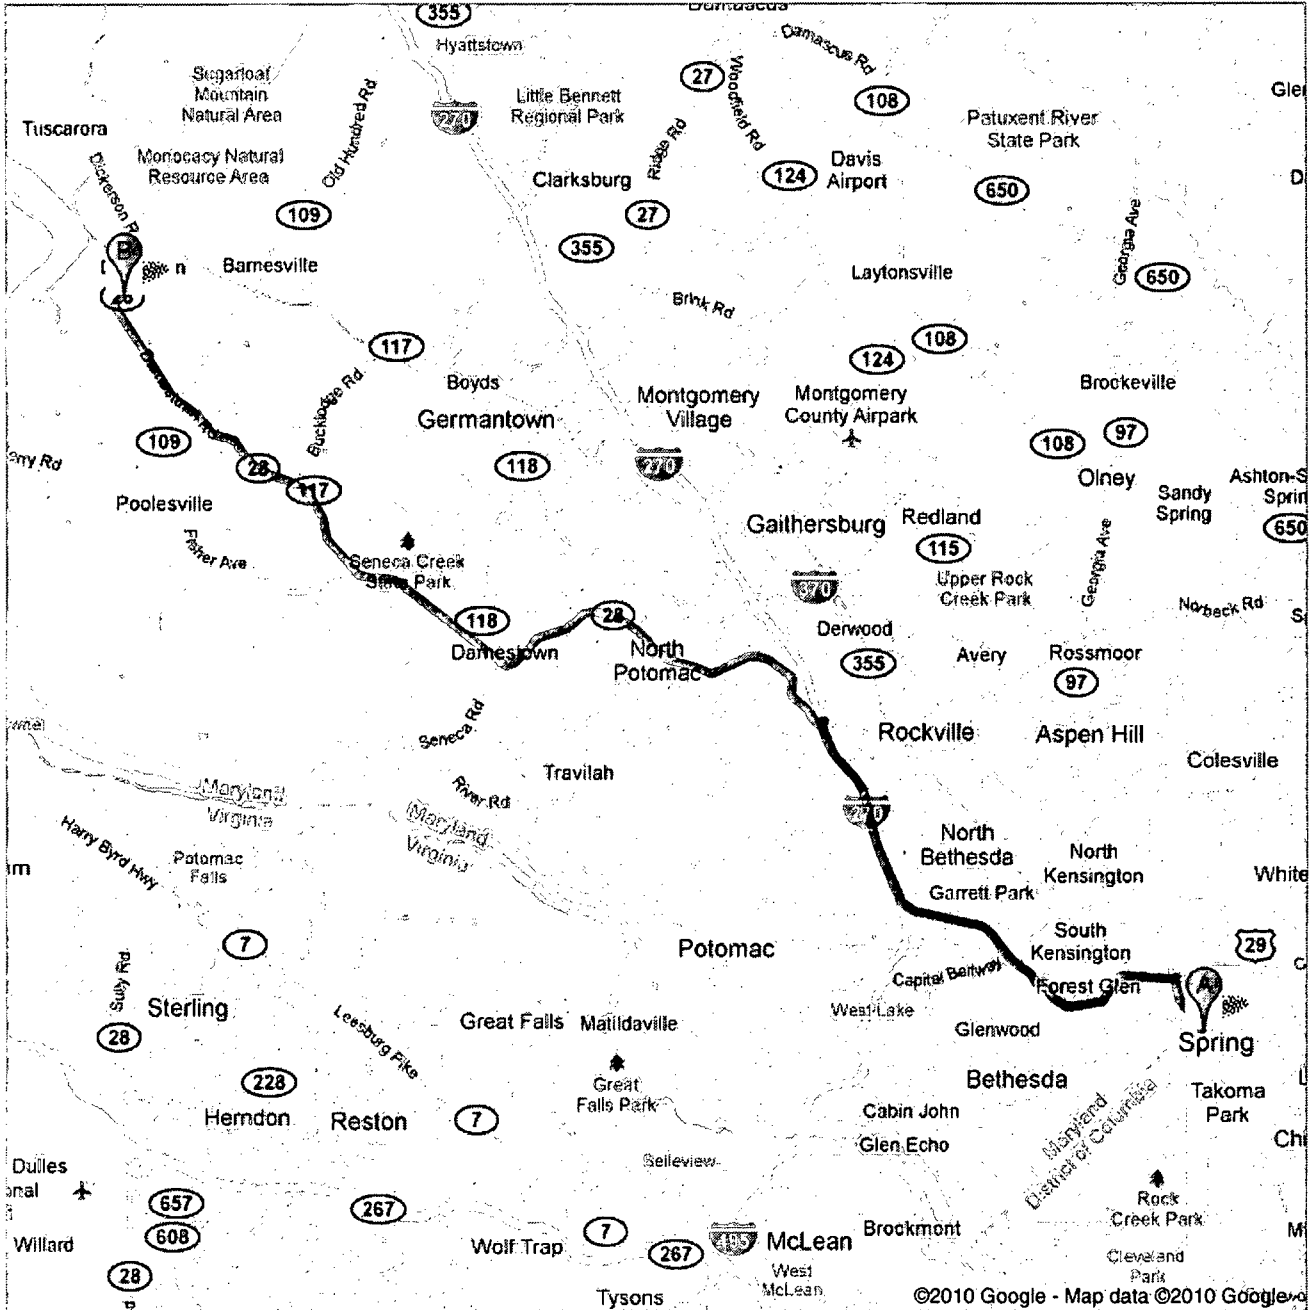 355
Hyattstown
Damascus Rd
27
Woodfield Rd
108
Sugarloaf
Mountain
Natural Area
270
Little Bennett
Regional Park
Patuxent River
State Park
Tuscarora
Old Hundred Rd
Ridge Rd
Monocacy Natural
Resource Area
Dickerson R
Clarksburg
124
Davis
Airport
650
109
27
355
Georgia Ave
B
n
Barnesville
Laytonsville
650
Brink Rd
117
124
108
Darnestown Rd
Bucklodge Rd
Boyds
Germantown
Montgomery
Village
Montgomery
County Airpark
Brockeville
109
28
117
118
270
108
97
Olney
Poolesville
Sandy
Spring
Ashton-S
Sprin
650
Fisher Ave
Seneca Creek
State Park
Gaithersburg
Redland
115
Georgia Ave
370
Upper Rock
Creek Park
Norbeck Rd
118
28
Darnestown
North
Potomac
Derwood
355
Avery
Rossmoor
97
Seneca Rd
Rockville
Aspen Hill
Colesville
Travilah
River Rd
Maryland
Virginia
Maryland
Virginia
270
Harry Byrd Hwy
Potomac
Falls
North
Bethesda
North
Kensington
White
Garrett Park
7
Potomac
South
Kensington
29
Capital Beltway
Forest Glen
A
Sully Rd
Sterling
28
Leesburg Pike
Great Falls
Matildaville
West Lake
Glenwood
Spring
228
Herndon
Reston
7
Great
Falls Park
Bethesda
Takoma
Park
Cabin John
Glen Echo
Maryland
District of Columbia
Dulles
onal
Belleview
657
267
Rock
Creek Park
608
Willard
Wolf Trap
7
267
495
McLean
Brockmont
28
West
McLean
Cleveland
Park
Tysons
©2010 Google - Map data ©2010 Google